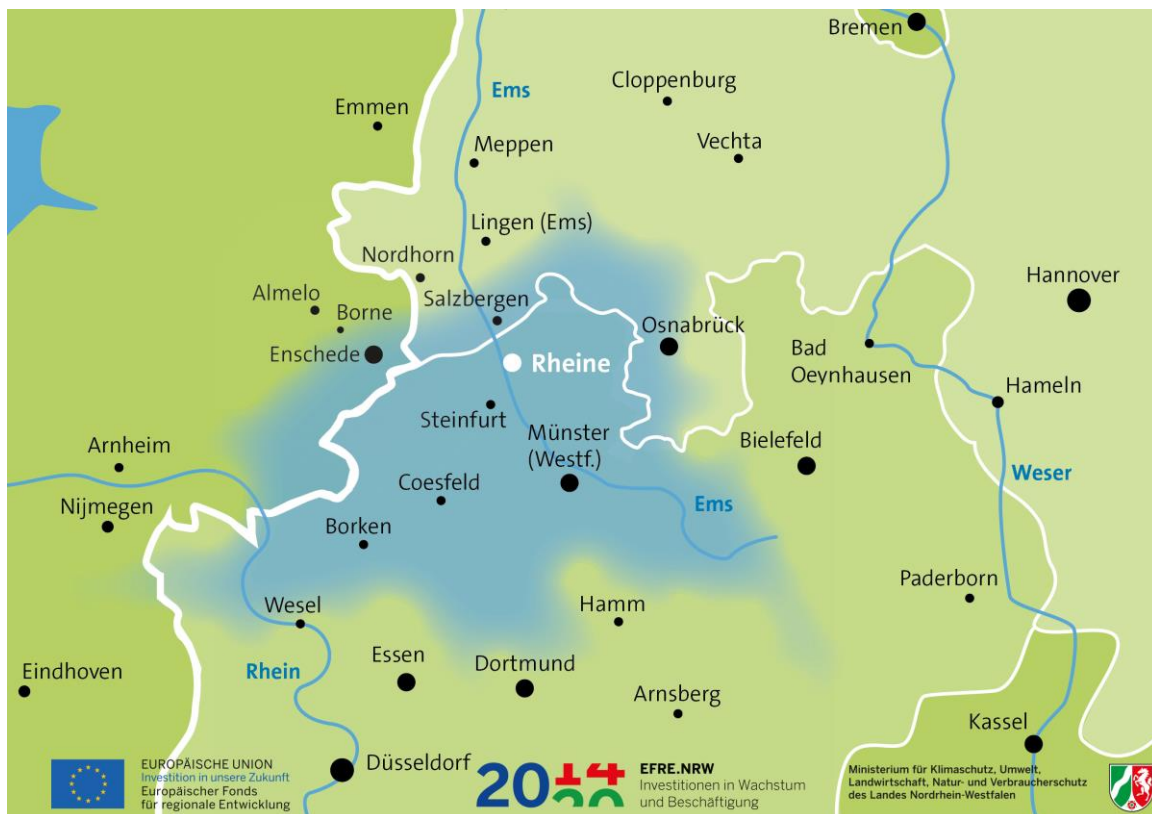 Bremen
Cloppenburg
Ems
Emmen
Vechta
Meppen
Lingen (Ems)
Nordhorn
Hannover
Almelo
Salzbergen
Borne
Osnabrück
Enschede
Rheine
Bad
Oeynhausen
Hameln
Steinfurt
Münster
(Westf.)
Bielefeld
Arnheim
Weser
Coesfeld
Nijmegen
Ems
Borken
Paderborn
Wesel
Hamm
Essen
Dortmund
Rhein
Eindhoven
Arnsberg
Kassel
Düsseldorf
EUROPÄISCHE UNION
Investition in unsere Zukunft
Europäischer Fonds
für regionale Entwicklung
2014
2020
EFRE.NRW
Investitionen in Wachstum
und Beschäftigung
Ministerium für Klimaschutz, Umwelt,
Landwirtschaft, Natur- und Verbraucherschutz
des Landes Nordrhein-Westfalen